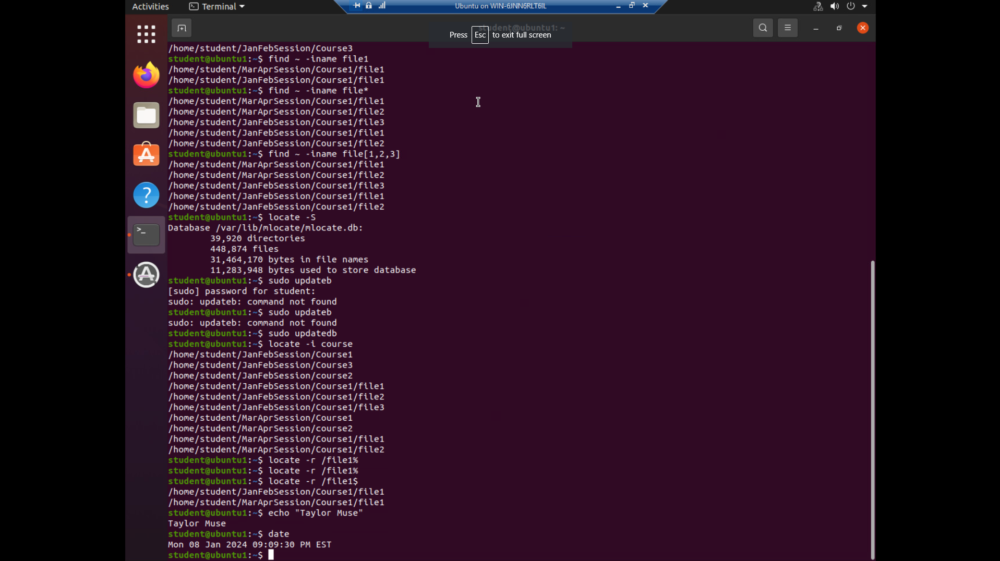 Activities Terminal Ubuntu on WIN-6JNN6RLT6IL
student@ubuntu1: ~
Press Esc to exit full screen
/home/student/JanFebSession/Course3
student@ubuntu1:~$ find ~ -iname file1
/home/student/MarAprSession/Course1/file1
/home/student/JanFebSession/Course1/file1
student@ubuntu1:~$ find ~ -iname file*
/home/student/MarAprSession/Course1/file1
/home/student/MarAprSession/Course1/file2
/home/student/JanFebSession/Course1/file3
/home/student/JanFebSession/Course1/file1
/home/student/JanFebSession/Course1/file2
student@ubuntu1:~$ find ~ -iname file[1,2,3]
/home/student/MarAprSession/Course1/file1
/home/student/MarAprSession/Course1/file2
/home/student/JanFebSession/Course1/file3
/home/student/JanFebSession/Course1/file1
/home/student/JanFebSession/Course1/file2
student@ubuntu1:~$ locate -S
Database /var/lib/mlocate/mlocate.db:
39,920 directories
448,874 files
31,464,170 bytes in file names
11,283,948 bytes used to store database
student@ubuntu1:~$ sudo updateb
[sudo] password for student:
sudo: updateb: command not found
student@ubuntu1:~$ sudo updateb
sudo: updateb: command not found
student@ubuntu1:~$ sudo updatedb
student@ubuntu1:~$ locate -i course
/home/student/JanFebSession/Course1
/home/student/JanFebSession/Course3
/home/student/JanFebSession/course2
/home/student/JanFebSession/Course1/file1
/home/student/JanFebSession/Course1/file2
/home/student/JanFebSession/Course1/file3
/home/student/MarAprSession/Course1
/home/student/MarAprSession/course2
/home/student/MarAprSession/Course1/file1
/home/student/MarAprSession/Course1/file2
student@ubuntu1:~$ locate -r /file1%
student@ubuntu1:~$ locate -r /file1%
student@ubuntu1:~$ locate -r /file1$
/home/student/JanFebSession/Course1/file1
/home/student/MarAprSession/Course1/file1
student@ubuntu1:~$ echo "Taylor Muse"
Taylor Muse
student@ubuntu1:~$ date
Mon 08 Jan 2024 09:09:30 PM EST
student@ubuntu1:~$